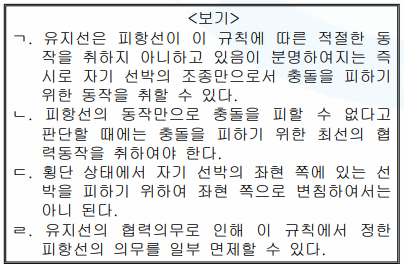 <보기>
ㄱ. 유지선은 피항선이 이 규칙에 따른 적절한 동
작을 취하지 아니하고 있음이 분명하여지는 즉
시로 자기 선박의 조종만으로서 충돌을 피하기
위한 동작을 취할 수 있다.
ㄴ. 피항선의 동작만으로 충돌을 피할 수 없다고
판단할 때에는 충돌을 피하기 위한 최선의 협
력동작을 취하여야 한다.
ㄷ. 횡단 상태에서 자기 선박의 좌현 쪽에 있는 선
박을 피하기 위하여 좌현 쪽으로 변침하여서는
아니 된다.
ㄹ. 유지선의 협력의무로 인해 이 규칙에서 정한
피항선의 의무를 일부 면제할 수 있다.